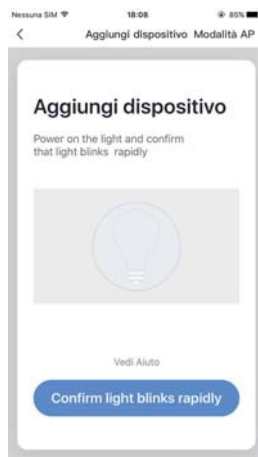 Nessuna SIM 18:08 85%
Aggiungi dispositivo Modalità AP
Aggiungi dispositivo
Power on the light and confirm
that light blinks rapidly
Vedi Aiuto
Confirm light blinks rapidly